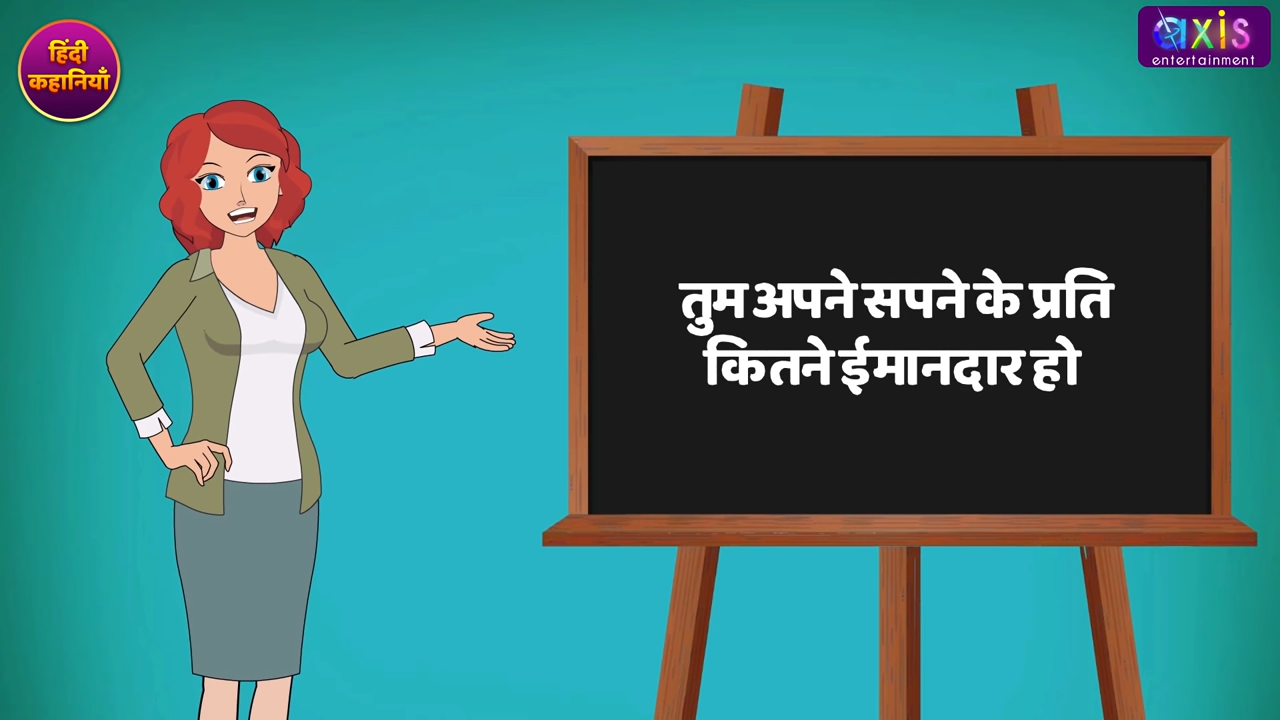 हिंदी
कहानियाँ
axis
entertainment
तुम अपने सपने के प्रति
कितने ईमानदार हो